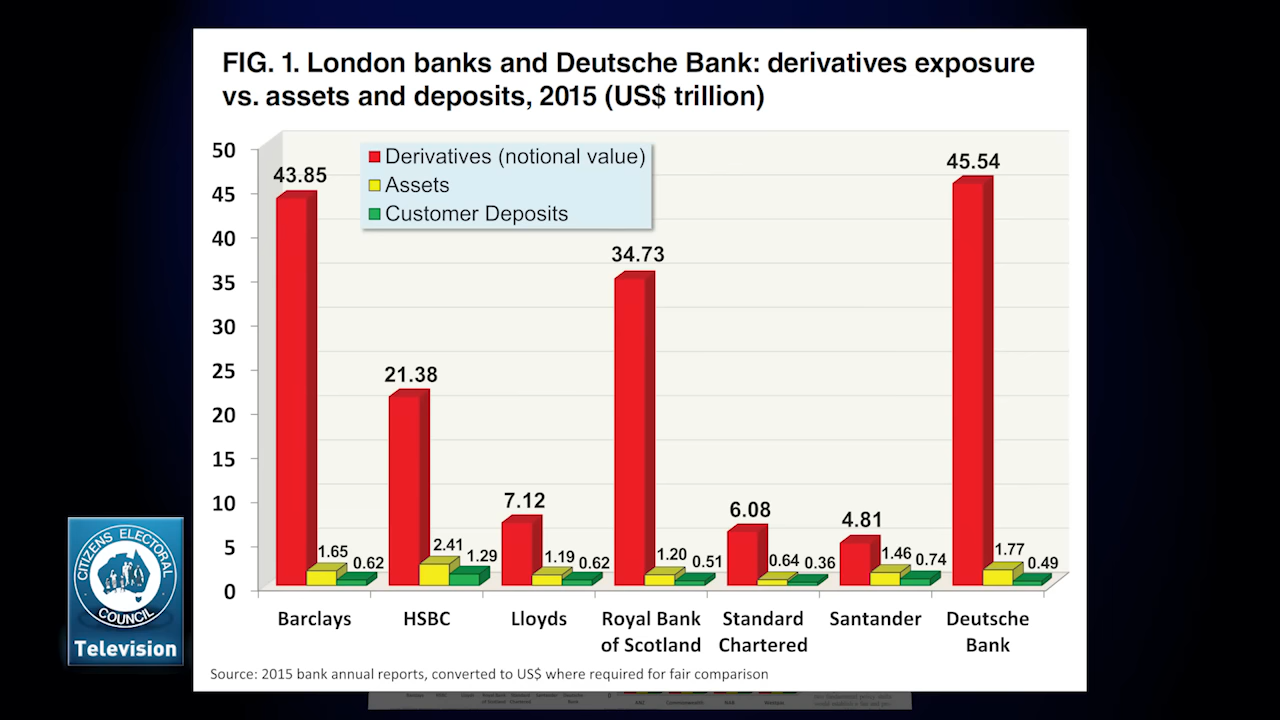 FIG. 1. London banks and Deutsche Bank: derivatives exposure
vs. assets and deposits, 2015 (US$ trillion)
Derivatives (notional value)
Assets
Customer Deposits
50
45
40
35
30
25
20
15
10
5
0
43.85
1.65
0.62
21.38
2.41
1.29
7.12
1.19
0.62
34.73
1.20
0.51
6.08
0.64
0.36
4.81
1.46
0.74
45.54
1.77
0.49
Barclays
HSBC
Lloyds
Royal Bank
of Scotland
Standard
Chartered
Santander
Deutsche
Bank
Source: 2015 bank annual reports, converted to US$ where required for fair comparison
CITIZENS ELECTORAL
COUNCIL
Television